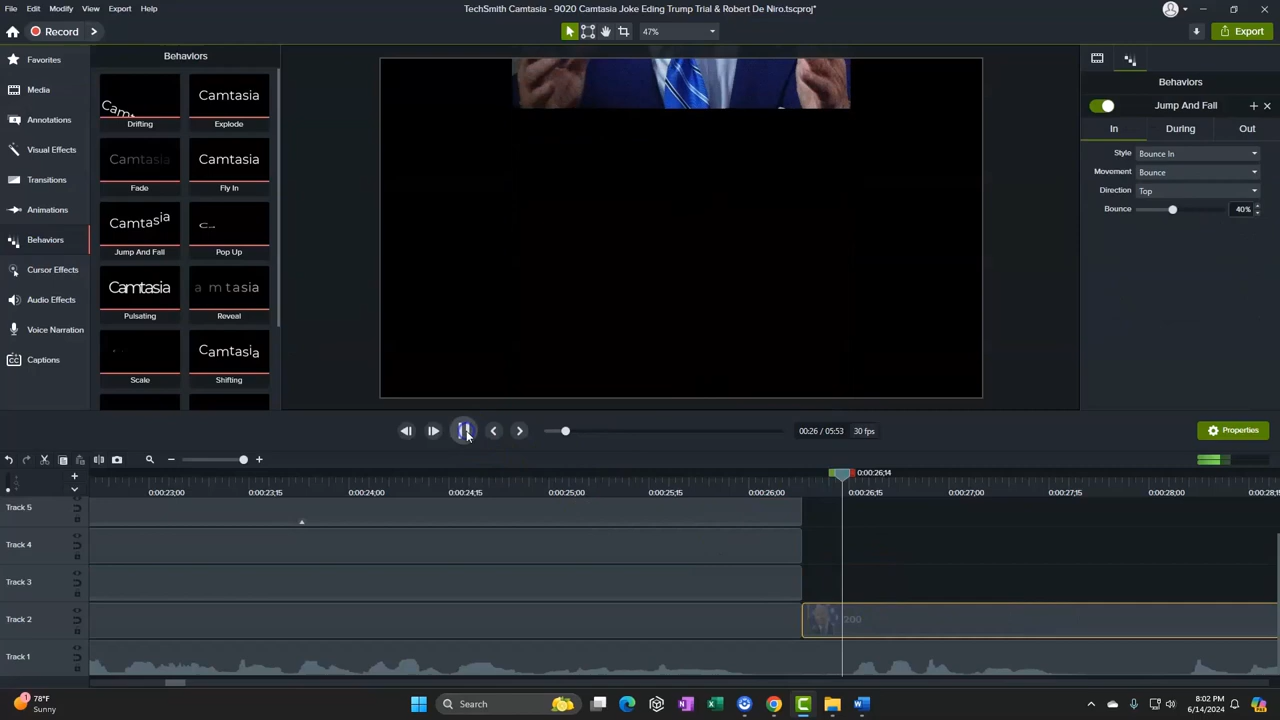 File Edit Modify View Export Help TechSmith Camtasia - 9020 Camtasia Joke Eding Trump Trial & Robert De Niro.tscproj*
Record 47% Export
Favorites
Media
Annotations
Visual Effects
Transitions
Animations
Behaviors
Cursor Effects
Audio Effects
Voice Narration
Captions
Behaviors
Camtasia Camtasia
Drifting Explode
Camtasia Camtasia
Fade Fly In
Camtasia
Jump And Fall Pop Up
Camtasia a m tasia
Pulsating Reveal
Camtasia
Scale Shifting
Behaviors
Jump And Fall
In During Out
Style Bounce In
Movement Bounce
Direction Top
Bounce 40%
00:26 / 05:53 30 fps Properties
0:00:26;14
0:00:23;00 0:00:23;15 0:00:24;00 0:00:24;15 0:00:25;00 0:00:25;15 0:00:26;00 0:00:26;15 0:00:27;00 0:00:27;15 0:00:28;00 0:00:28;15
Track 5
Track 4
Track 3
Track 2 200
Track 1
1 78°F
Sunny
Search
8:02 PM
6/14/2024